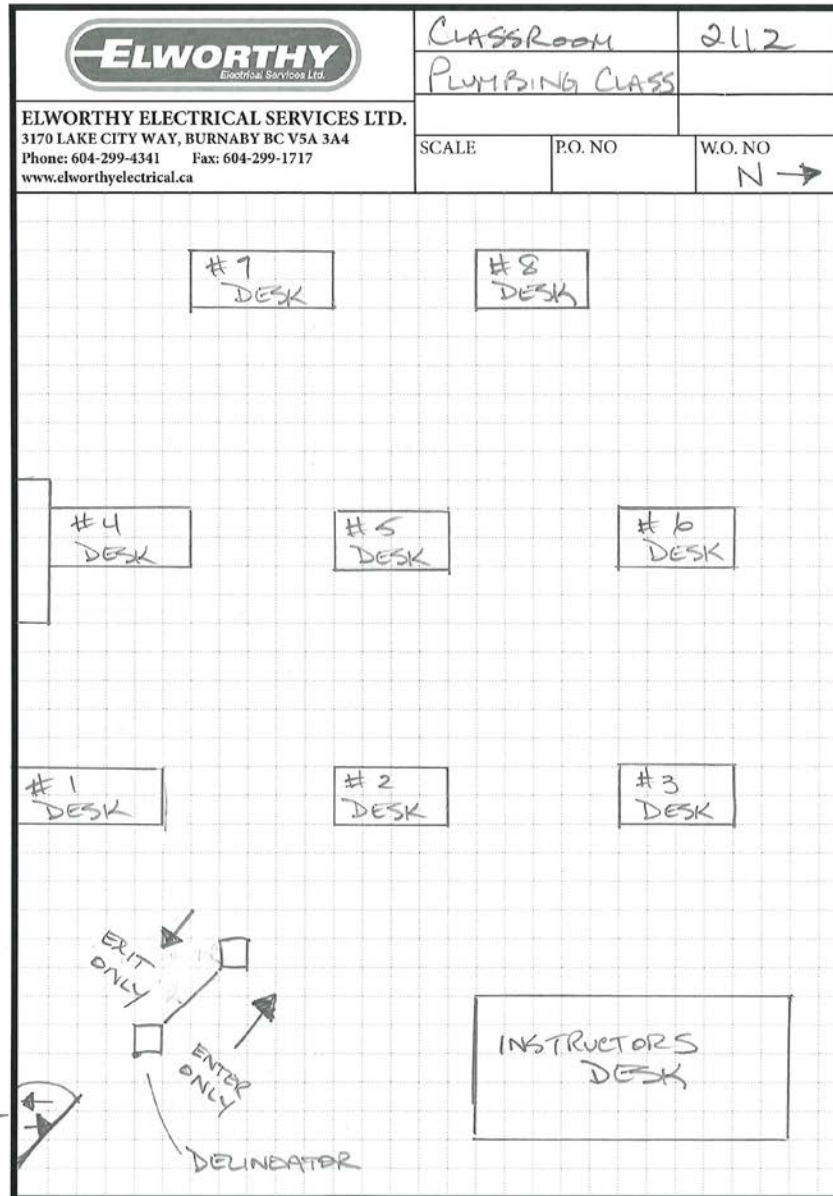 ELWORTHY
Electrical Services Ltd.
ELWORTHY ELECTRICAL SERVICES LTD.
3170 LAKE CITY WAY, BURNABY BC V5A 3A4
Phone: 604-299-4341 Fax: 604-299-1717
www.elworthyelectrical.ca
CLASSROOM 2112
PLUMBING CLASS
SCALE P.O. NO W.O. NO
N →
#7
DESK
#8
DESK
#4
DESK
#5
DESK
#6
DESK
#1
DESK
#2
DESK
#3
DESK
EXIT
ONLY
ENTER
ONLY
DELINEATOR
INSTRUCTORS
DESK